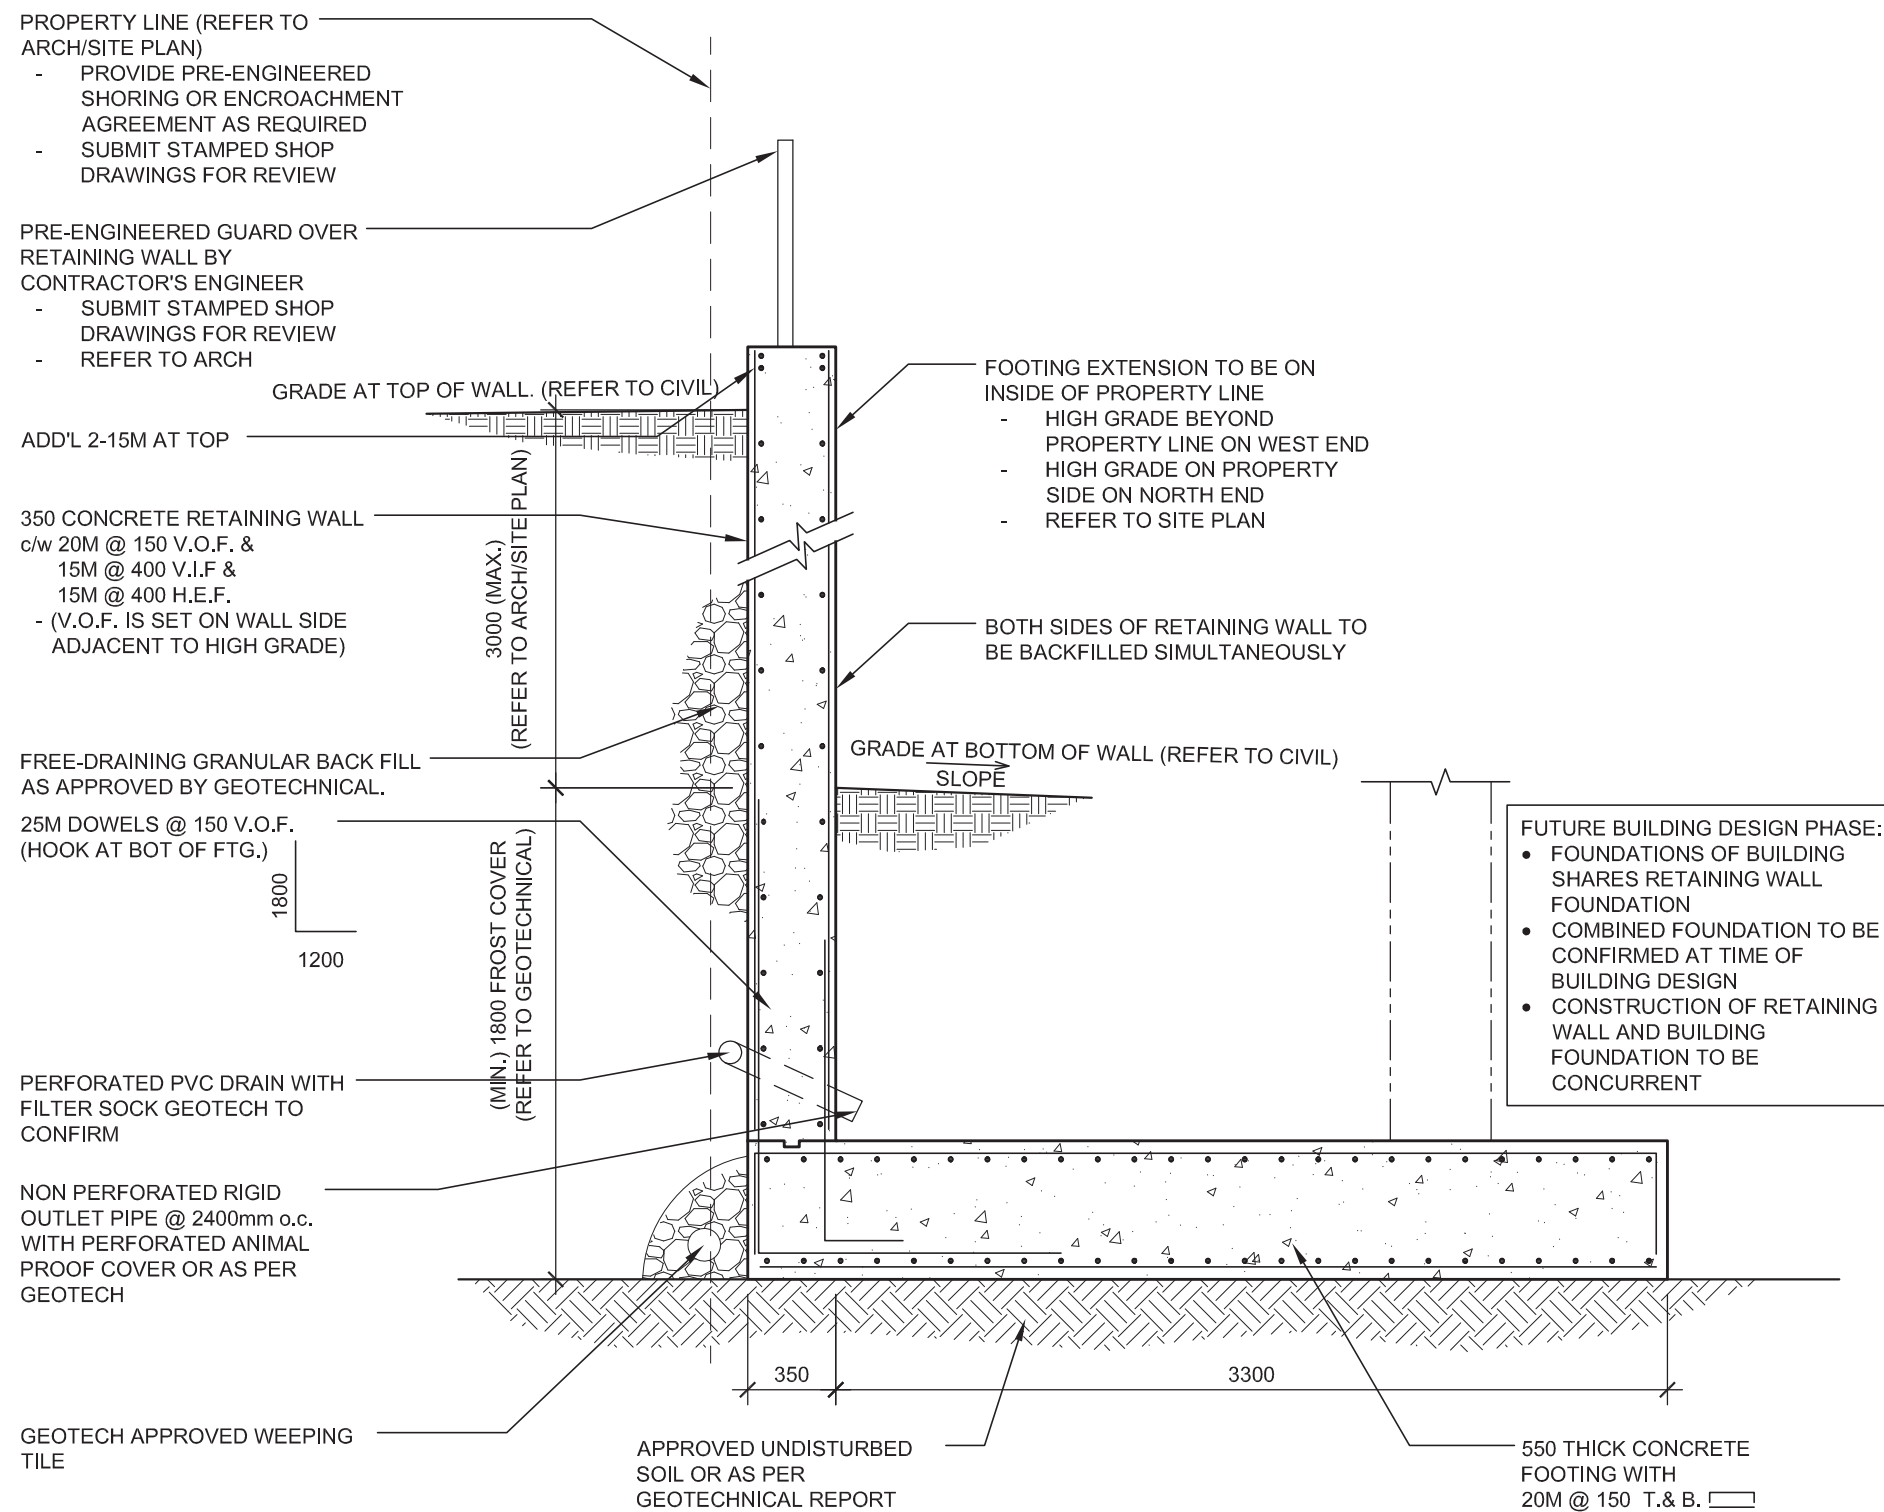 PROPERTY LINE (REFER TO
ARCH/SITE PLAN)
- PROVIDE PRE-ENGINEERED
SHORING OR ENCROACHMENT
AGREEMENT AS REQUIRED
- SUBMIT STAMPED SHOP
DRAWINGS FOR REVIEW
PRE-ENGINEERED GUARD OVER
RETAINING WALL BY
CONTRACTOR'S ENGINEER
- SUBMIT STAMPED SHOP
DRAWINGS FOR REVIEW
- REFER TO ARCH
GRADE AT TOP OF WALL. (REFER TO CIVIL)
ADD'L 2-15M AT TOP
350 CONCRETE RETAINING WALL
c/w 20M @ 150 V.O.F. &
15M @ 400 V.I.F &
15M @ 400 H.E.F.
- (V.O.F. IS SET ON WALL SIDE
ADJACENT TO HIGH GRADE)
3000 (MAX.)
(REFER TO ARCH/SITE PLAN)
FREE-DRAINING GRANULAR BACK FILL
AS APPROVED BY GEOTECHNICAL.
25M DOWELS @ 150 V.O.F.
(HOOK AT BOT OF FTG.)
1800
1200
(MIN.) 1800 FROST COVER
(REFER TO GEOTECHNICAL)
PERFORATED PVC DRAIN WITH
FILTER SOCK GEOTECH TO
CONFIRM
NON PERFORATED RIGID
OUTLET PIPE @ 2400mm o.c.
WITH PERFORATED ANIMAL
PROOF COVER OR AS PER
GEOTECH
GEOTECH APPROVED WEEPING
TILE
FOOTING EXTENSION TO BE ON
INSIDE OF PROPERTY LINE
- HIGH GRADE BEYOND
PROPERTY LINE ON WEST END
- HIGH GRADE ON PROPERTY
SIDE ON NORTH END
- REFER TO SITE PLAN
BOTH SIDES OF RETAINING WALL TO
BE BACKFILLED SIMULTANEOUSLY
GRADE AT BOTTOM OF WALL (REFER TO CIVIL)
SLOPE
FUTURE BUILDING DESIGN PHASE:
• FOUNDATIONS OF BUILDING
SHARES RETAINING WALL
FOUNDATION
• COMBINED FOUNDATION TO BE
CONFIRMED AT TIME OF
BUILDING DESIGN
• CONSTRUCTION OF RETAINING
WALL AND BUILDING
FOUNDATION TO BE
CONCURRENT
350
3300
APPROVED UNDISTURBED
SOIL OR AS PER
GEOTECHNICAL REPORT
550 THICK CONCRETE
FOOTING WITH
20M @ 150 T.& B.